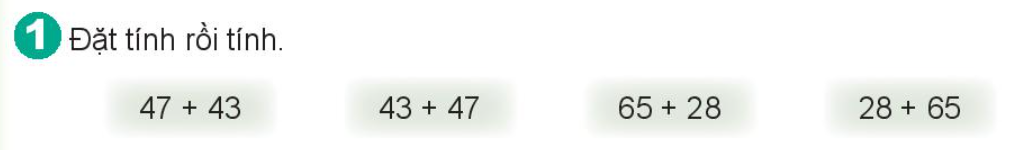 1 Đặt tính rồi tính.
47 + 43 43 + 47 65 + 28 28 + 65